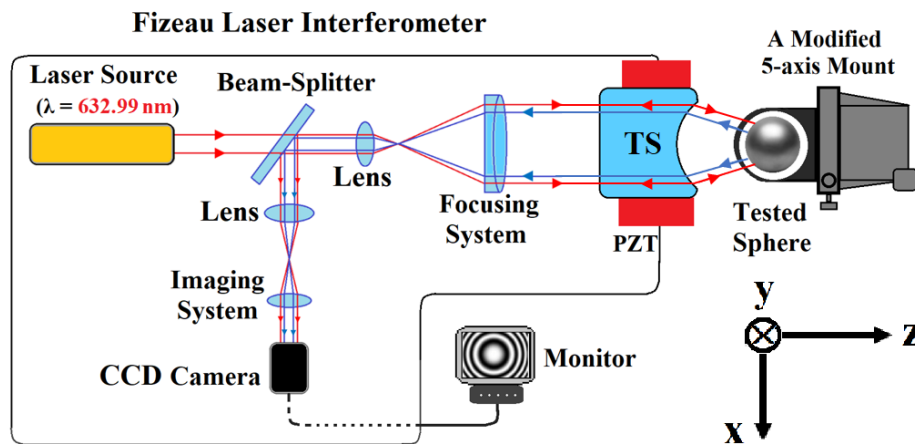 Fizeau Laser Interferometer
Laser Source
(λ = 632.99 nm)
Beam-Splitter
A Modified
5-axis Mount
TS
Lens
Lens
Focusing
System
PZT
Tested
Sphere
Imaging
System
CCD Camera
Monitor
y
z
x